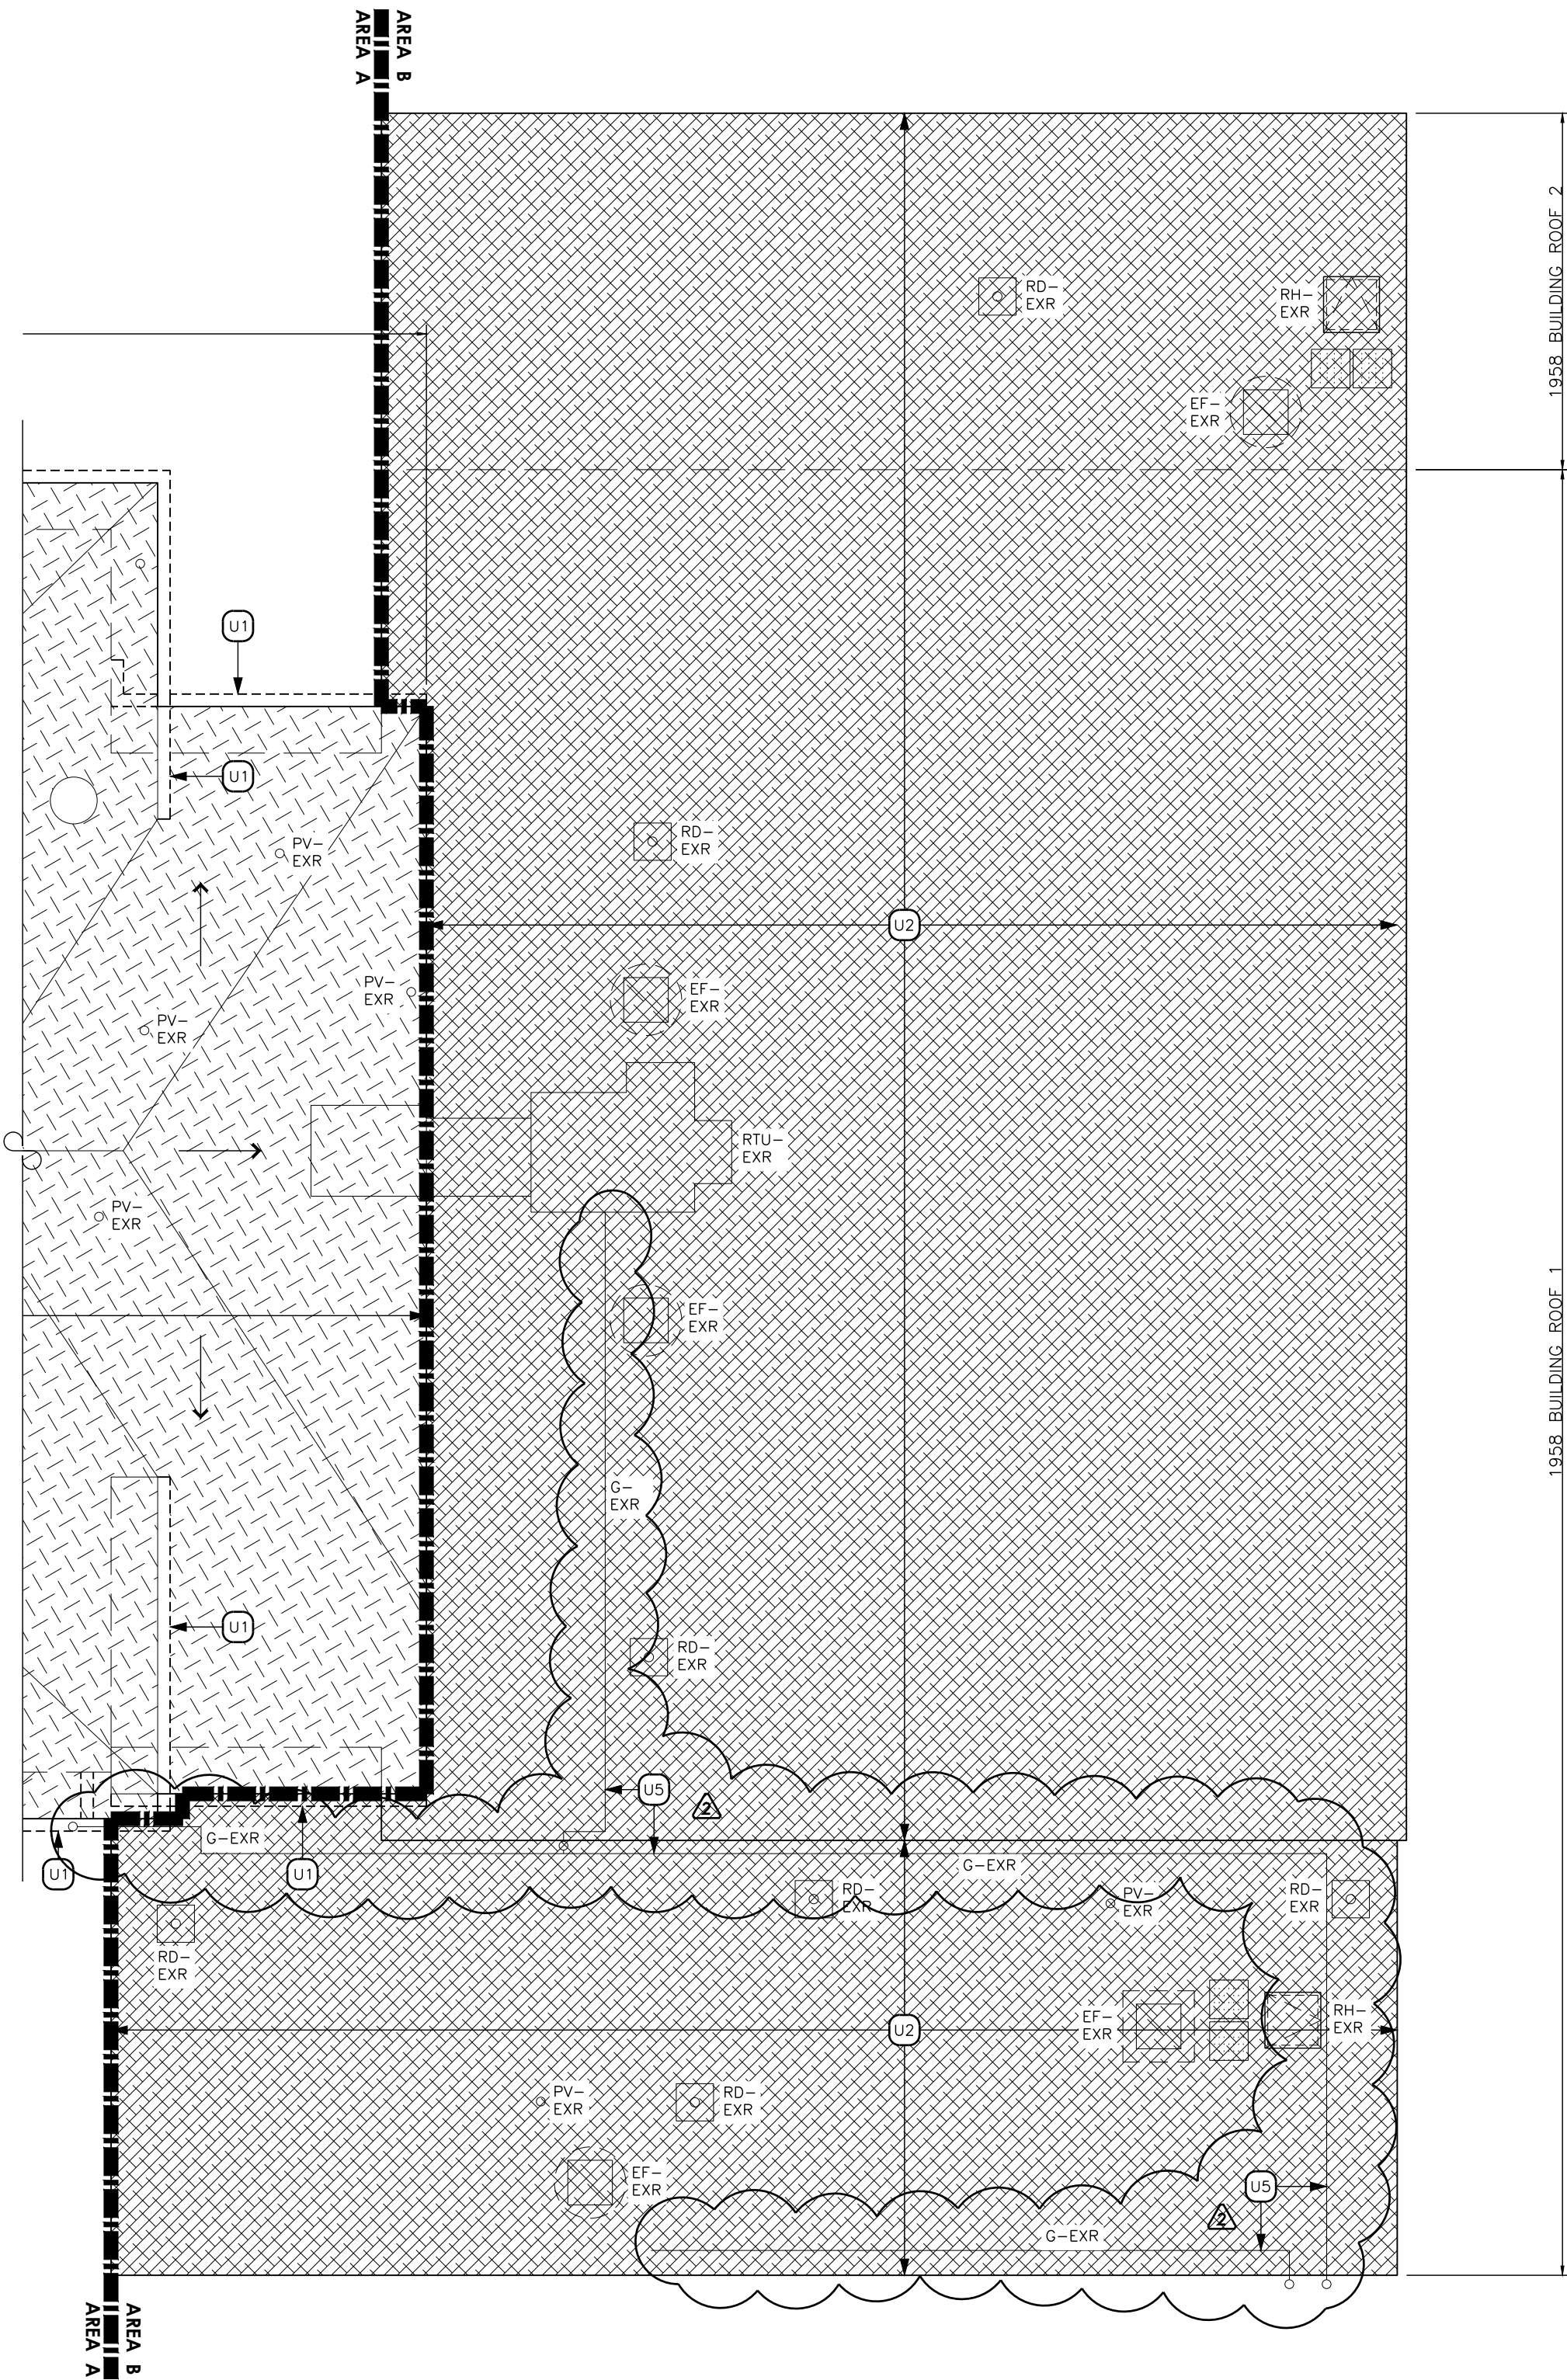 AREA B
AREA A
1958 BUILDING ROOF 2
RD-
EXR
RH-
EXR
EF-
EXR
U1
U1
RD-
EXR
PV-
EXR
U2
PV-
EXR
EF-
EXR
PV-
EXR
RTU-
EXR
PV-
EXR
EF-
EXR
1958 BUILDING ROOF 1
G-
EXR
U1
RD-
EXR
U5
2
G-EXR
G-EXR
U1
U1
RD-
EXR
PV-
EXR
RD-
EXR
RD-
EXR
U2
EF-
EXR
RH-
EXR
PV-
EXR
RD-
EXR
EF-
EXR
U5
2
G-EXR
AREA B
AREA A